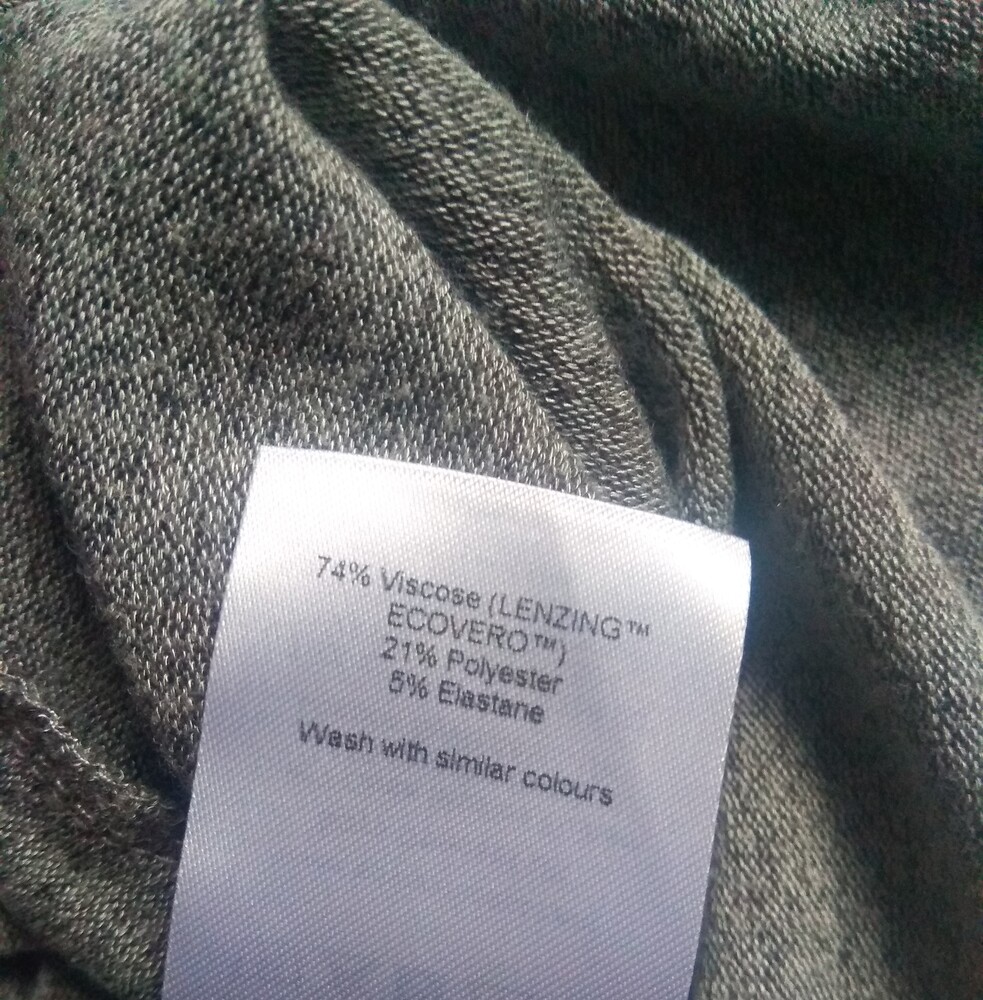 74% Viscose (LENZING™
ECOVERO™)
21% Polyester
5% Elastane
Wash with similar colours